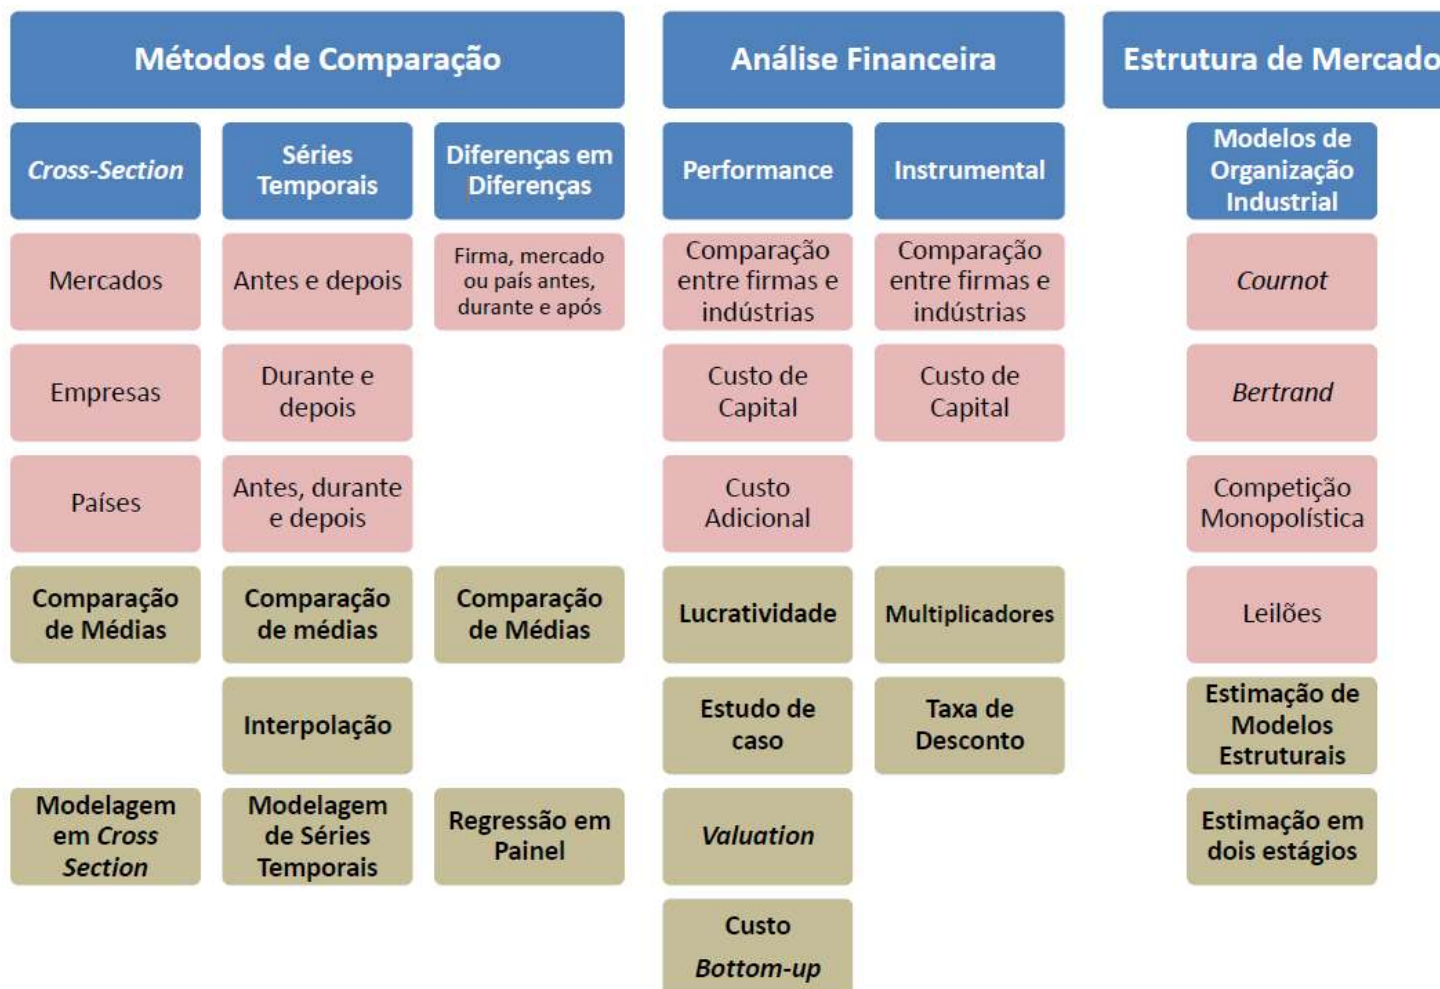 Métodos de Comparação
Análise Financeira
Estrutura de Mercado
Cross-Section
Séries
Temporais
Diferenças em
Diferenças
Performance
Instrumental
Modelos de
Organização
Industrial
Mercados
Antes e depois
Firma, mercado
ou país antes,
durante e após
Comparação
entre firmas e
indústrias
Comparação
entre firmas e
indústrias
Cournot
Empresas
Durante e
depois
Custo de
Capital
Custo de
Capital
Bertrand
Países
Antes, durante
e depois
Custo
Adicional
Competição
Monopolística
Comparação
de Médias
Comparação
de médias
Comparação
de Médias
Lucratividade
Multiplicadores
Leilões
Interpolação
Estudo de
caso
Taxa de
Desconto
Estimação de
Modelos
Estruturais
Modelagem
em Cross
Section
Modelagem
de Séries
Temporais
Regressão em
Painel
Valuation
Estimação em
dois estágios
Custo
Bottom-up